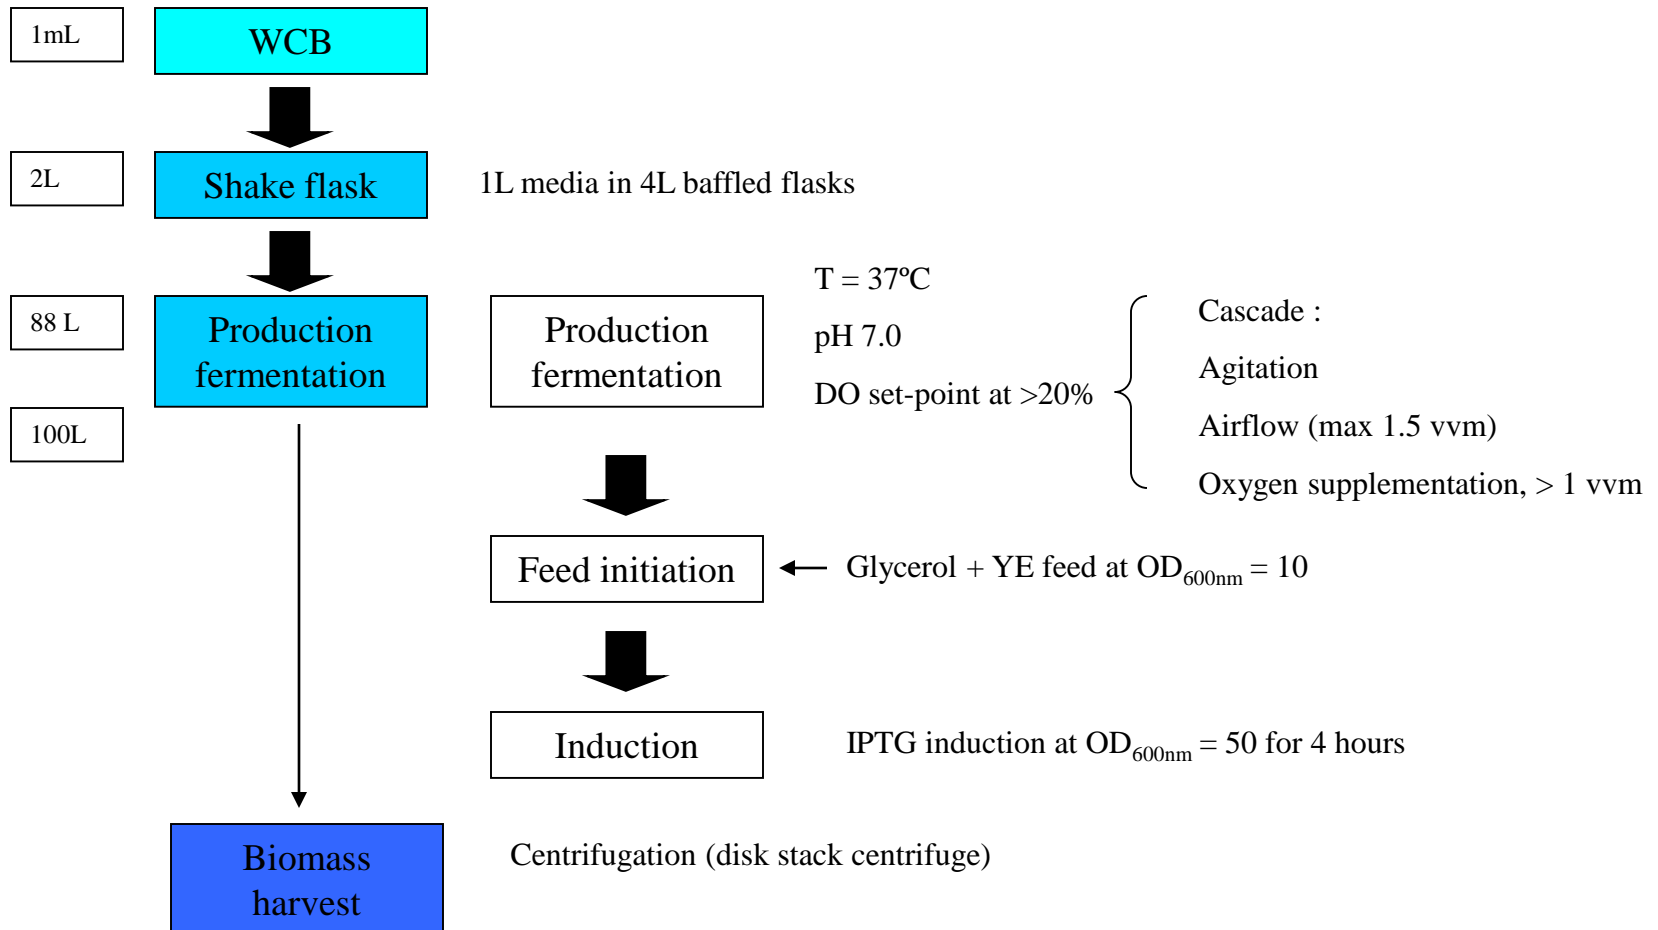 1mL
WCB
2L
Shake flask
1L media in 4L baffled flasks
88 L
Production
fermentation
100L
Production
fermentation
T = 37ºC
pH 7.0
DO set-point at >20%
Cascade :
Agitation
Airflow (max 1.5 vvm)
Oxygen supplementation, > 1 vvm
Feed initiation
Glycerol + YE feed at OD600nm = 10
Induction
IPTG induction at OD600nm = 50 for 4 hours
Biomass
harvest
Centrifugation (disk stack centrifuge)